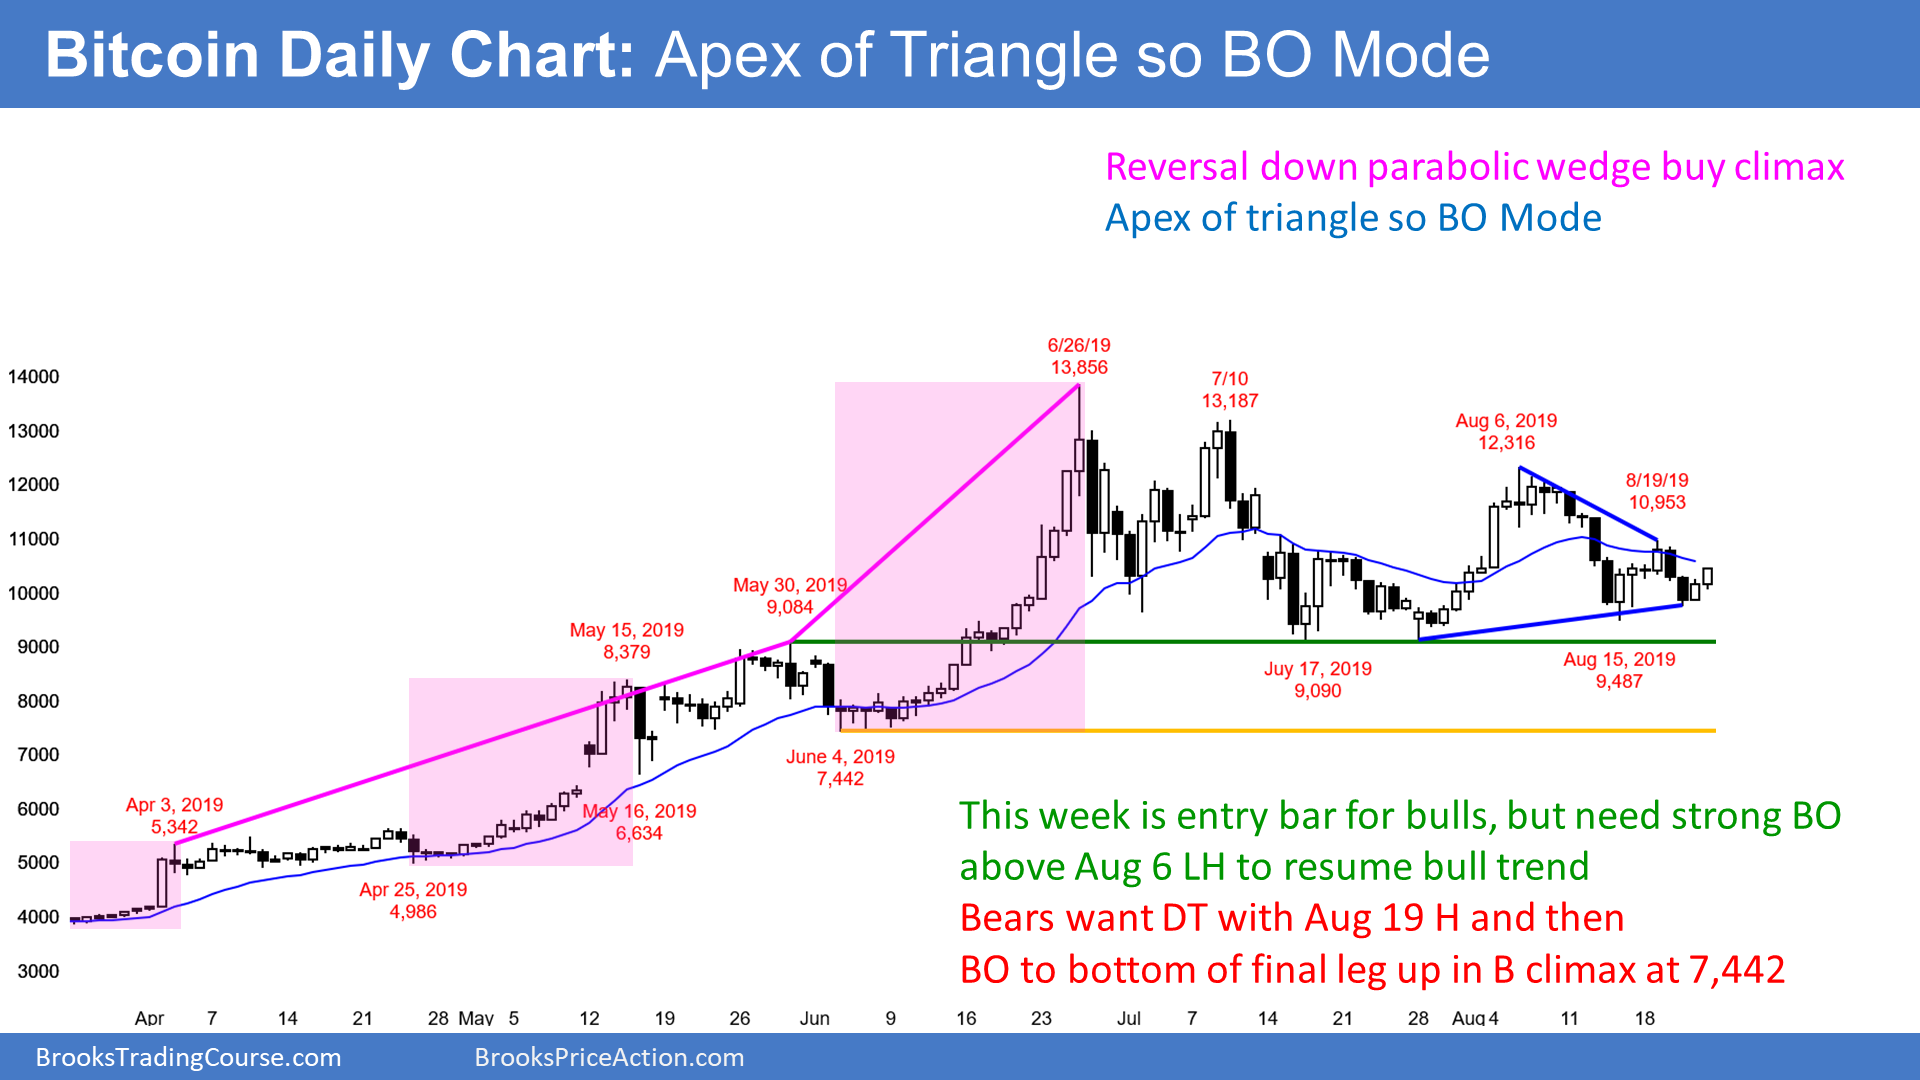 Bitcoin Daily Chart: Apex of Triangle so BO Mode
Reversal down parabolic wedge buy climax
Apex of triangle so BO Mode
6/26/19
13,856
7/10
13,187
Aug 6, 2019
12,316
8/19/19
10,953
May 30, 2019
9,084
May 15, 2019
8,379
Juy 17, 2019
9,090
Aug 15, 2019
9,487
June 4, 2019
7,442
Apr 3, 2019
5,342
May 16, 2019
6,634
Apr 25, 2019
4,986
14000
13000
12000
11000
10000
9000
8000
7000
6000
5000
4000
3000
This week is entry bar for bulls, but need strong BO
above Aug 6 LH to resume bull trend
Bears want DT with Aug 19 H and then
BO to bottom of final leg up in B climax at 7,442
Apr 7 14 21 28 May 5 12 19 26 Jun 9 16 23 Jul 7 14 21 28 Aug 4 11 18
BrooksTradingCourse.com BrooksPriceAction.com